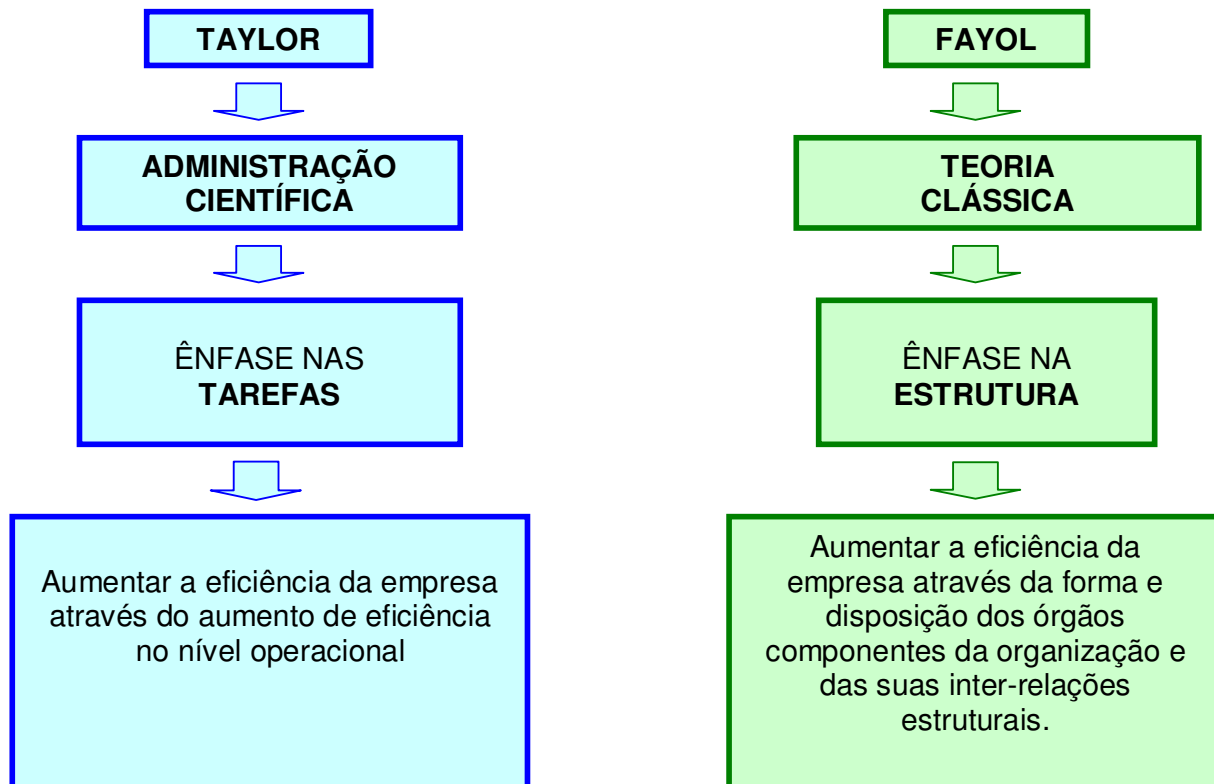 TAYLOR
ADMINISTRAÇÃO
CIENTÍFICA
ÊNFASE NAS
TAREFAS
Aumentar a eficiência da empresa
através do aumento de eficiência
no nível operacional
FAYOL
TEORIA
CLÁSSICA
ÊNFASE NA
ESTRUTURA
Aumentar a eficiência da
empresa através da forma e
disposição dos órgãos
componentes da organização e
das suas inter-relações
estruturais.